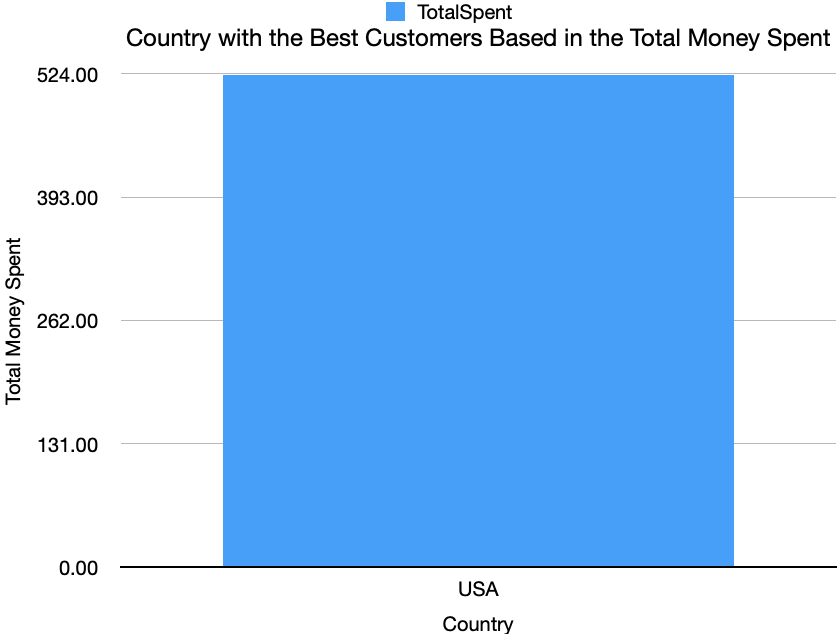 TotalSpent
Country with the Best Customers Based in the Total Money Spent
524.00
393.00
262.00
131.00
0.00
Total Money Spent
USA
Country